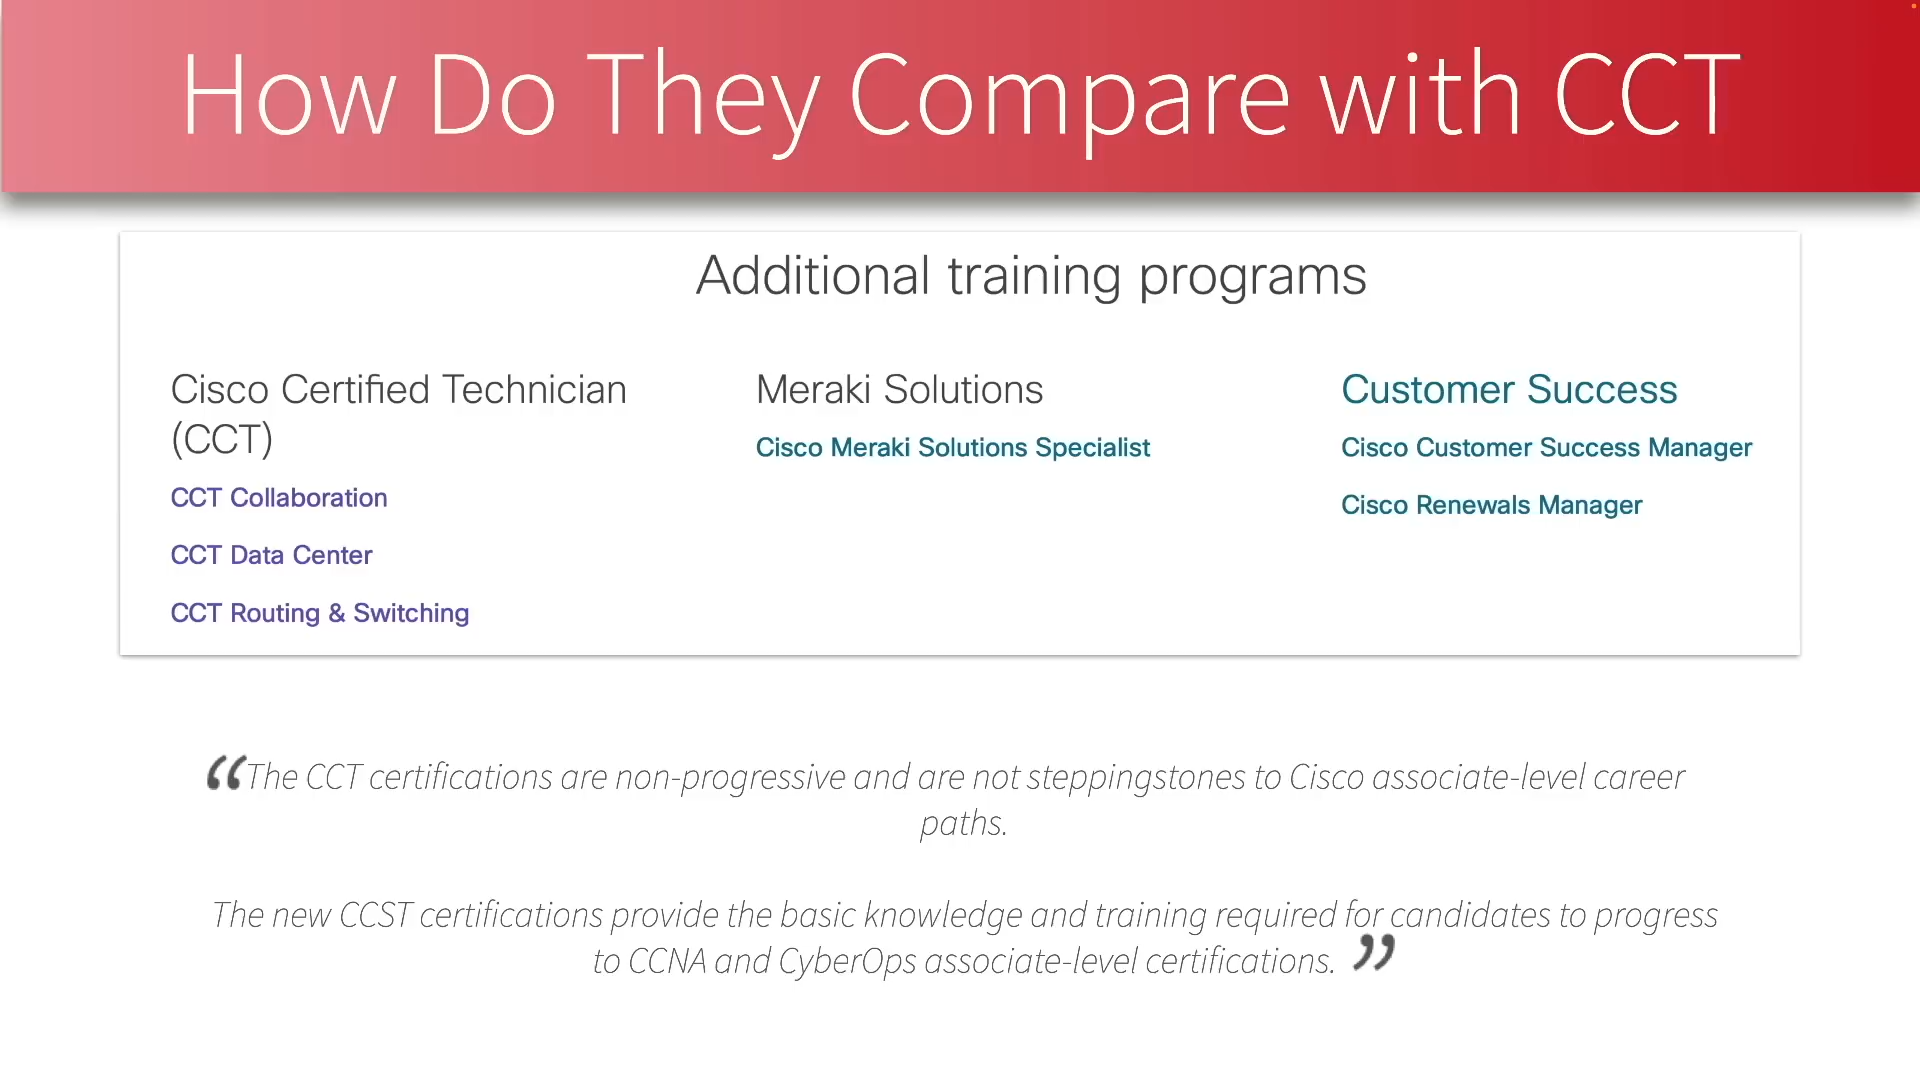 How Do They Compare with CCT
Additional training programs
Cisco Certified Technician
(CCT)
CCT Collaboration
CCT Data Center
CCT Routing & Switching
Meraki Solutions
Cisco Meraki Solutions Specialist
Customer Success
Cisco Customer Success Manager
Cisco Renewals Manager
“The CCT certifications are non-progressive and are not steppingstones to Cisco associate-level career
paths.
The new CCST certifications provide the basic knowledge and training required for candidates to progress
to CCNA and CyberOps associate-level certifications. ”